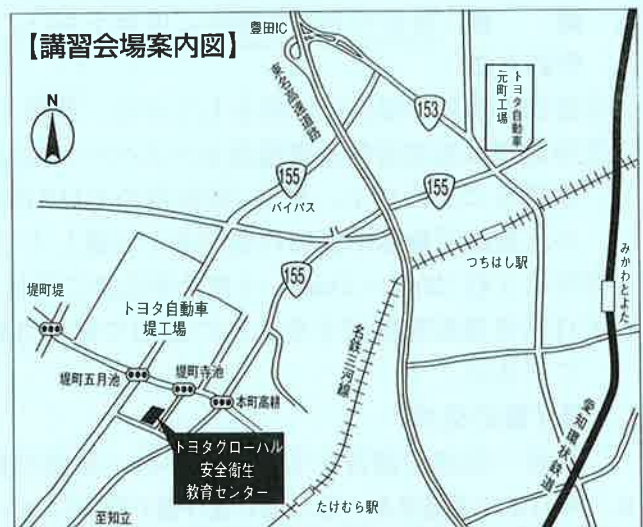 【講習会場案内図】
豊田IC
N
東名高速道路
153
トヨタ自動車
元町工場
155
バイパス
155
つちはし駅
みかわとよた
155
堤町堤
トヨタ自動車
堤工場
名鉄三河線
堤町五月池
堤町寺池
本町高耕
愛知環状鉄道
トヨタグローハル
安全衛生
教育センター
たけむら駅
至知立